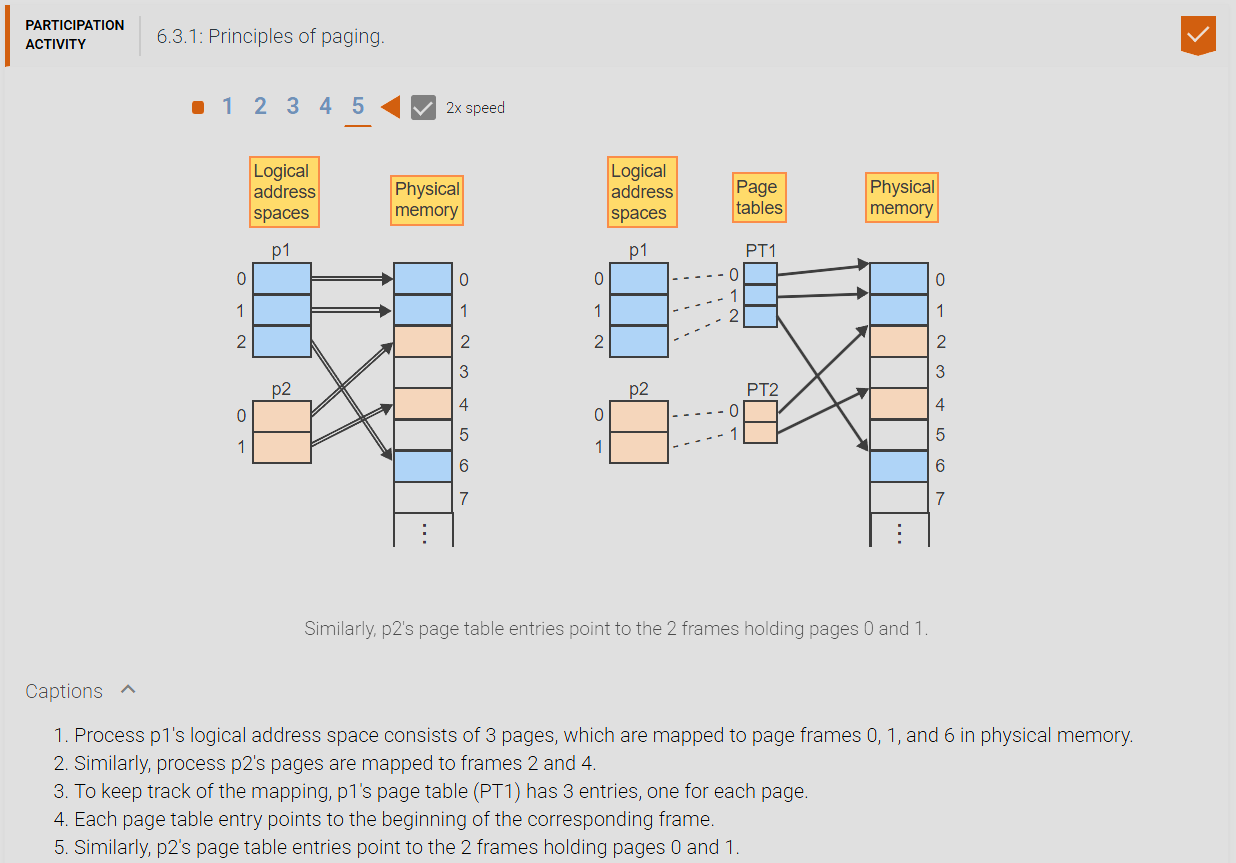 PARTICIPATION
ACTIVITY
6.3.1: Principles of paging.
1 2 3 4 5 2x speed
Logical
address
spaces
Physical
memory
p1
0
1
2
p2
0
1
0
1
2
3
4
5
6
7
⋮
Logical
address
spaces
Page
tables
Physical
memory
p1
0
1
2
p2
0
1
PT1
0
1
2
PT2
0
1
0
1
2
3
4
5
6
7
⋮
Similarly, p2's page table entries point to the 2 frames holding pages 0 and 1.
Captions
1. Process p1's logical address space consists of 3 pages, which are mapped to page frames 0, 1, and 6 in physical memory.
2. Similarly, process p2's pages are mapped to frames 2 and 4.
3. To keep track of the mapping, p1's page table (PT1) has 3 entries, one for each page.
4. Each page table entry points to the beginning of the corresponding frame.
5. Similarly, p2's page table entries point to the 2 frames holding pages 0 and 1.